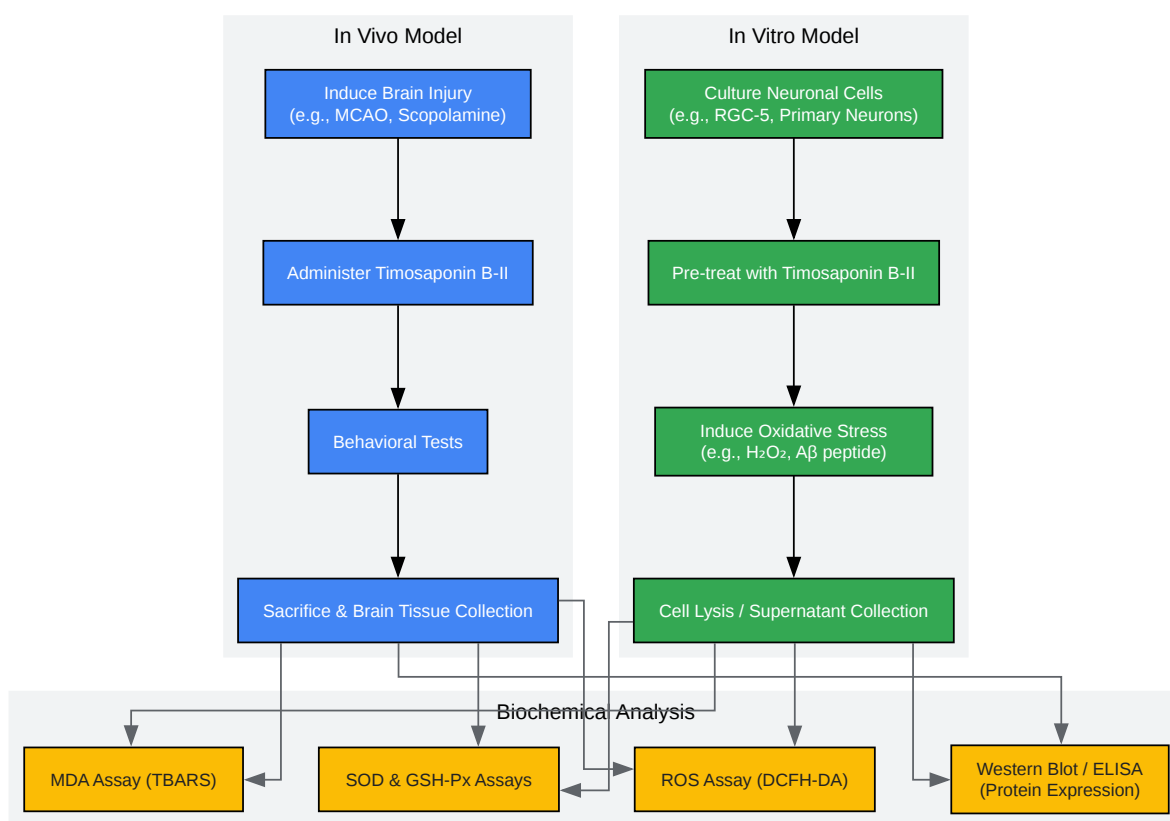 In Vivo Model
Induce Brain Injury
(e.g., MCAO, Scopolamine)
Administer Timosaponin B-II
Behavioral Tests
Sacrifice & Brain Tissue Collection
In Vitro Model
Culture Neuronal Cells
(e.g., RGC-5, Primary Neurons)
Pre-treat with Timosaponin B-II
Induce Oxidative Stress
(e.g., H₂O₂, Aβ peptide)
Cell Lysis / Supernatant Collection
Biochemical Analysis
MDA Assay (TBARS)
SOD & GSH-Px Assays
ROS Assay (DCFH-DA)
Western Blot / ELISA
(Protein Expression)